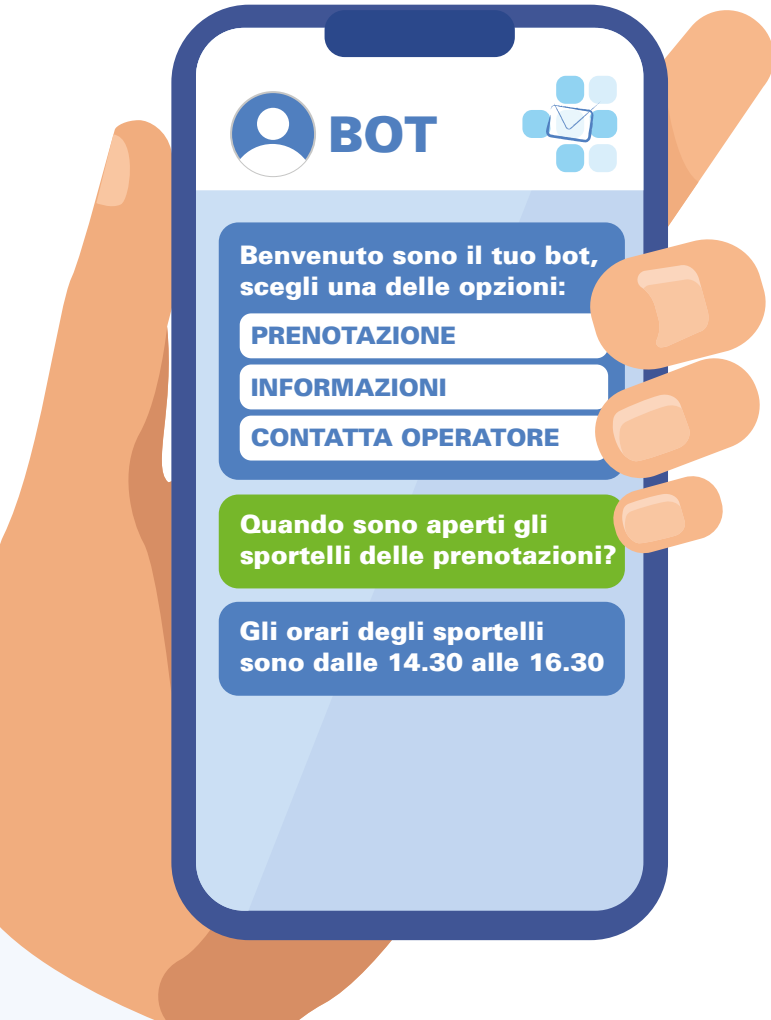 BOT
Benvenuto sono il tuo bot,
scegli una delle opzioni:
PRENOTAZIONE
INFORMAZIONI
CONTATTA OPERATORE
Quando sono aperti gli
sportelli delle prenotazioni?
Gli orari degli sportelli
sono dalle 14.30 alle 16.30